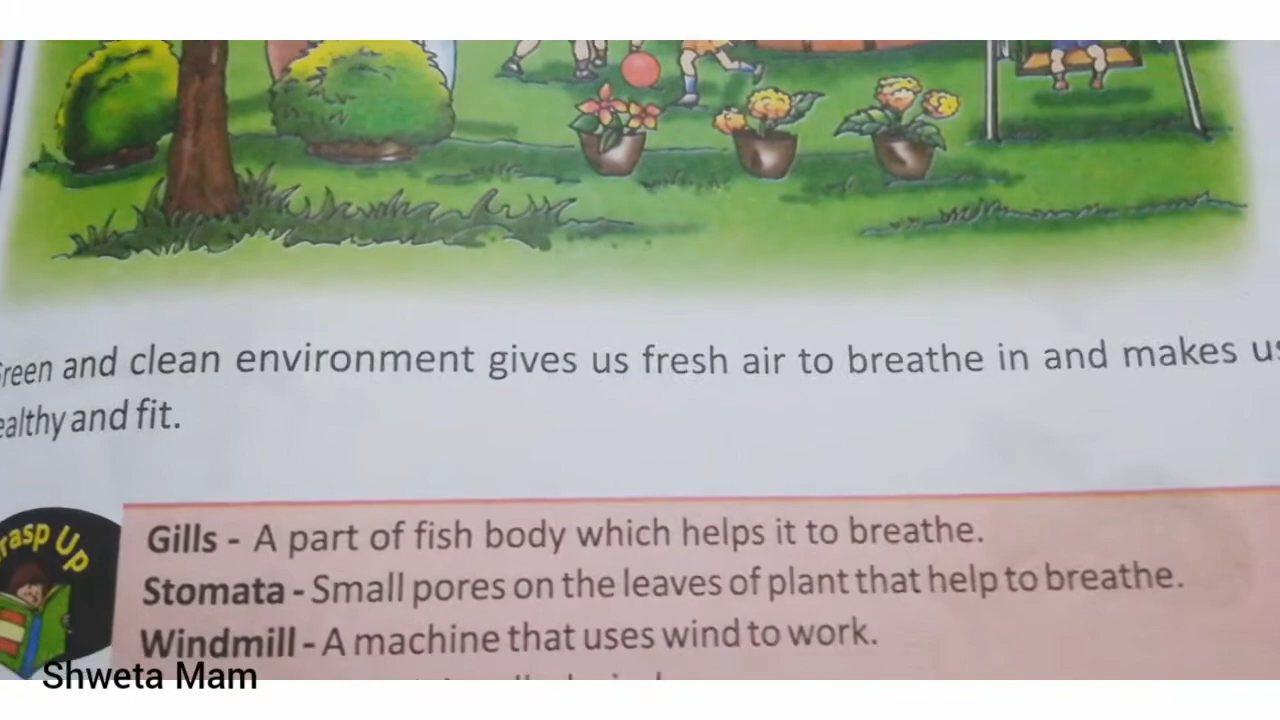 reen and clean environment gives us fresh air to breathe in and makes us
ealthy and fit.
rasp Up
Gills - A part of fish body which helps it to breathe.
Stomata - Small pores on the leaves of plant that help to breathe.
Windmill - A machine that uses wind to work.
Shweta Mam